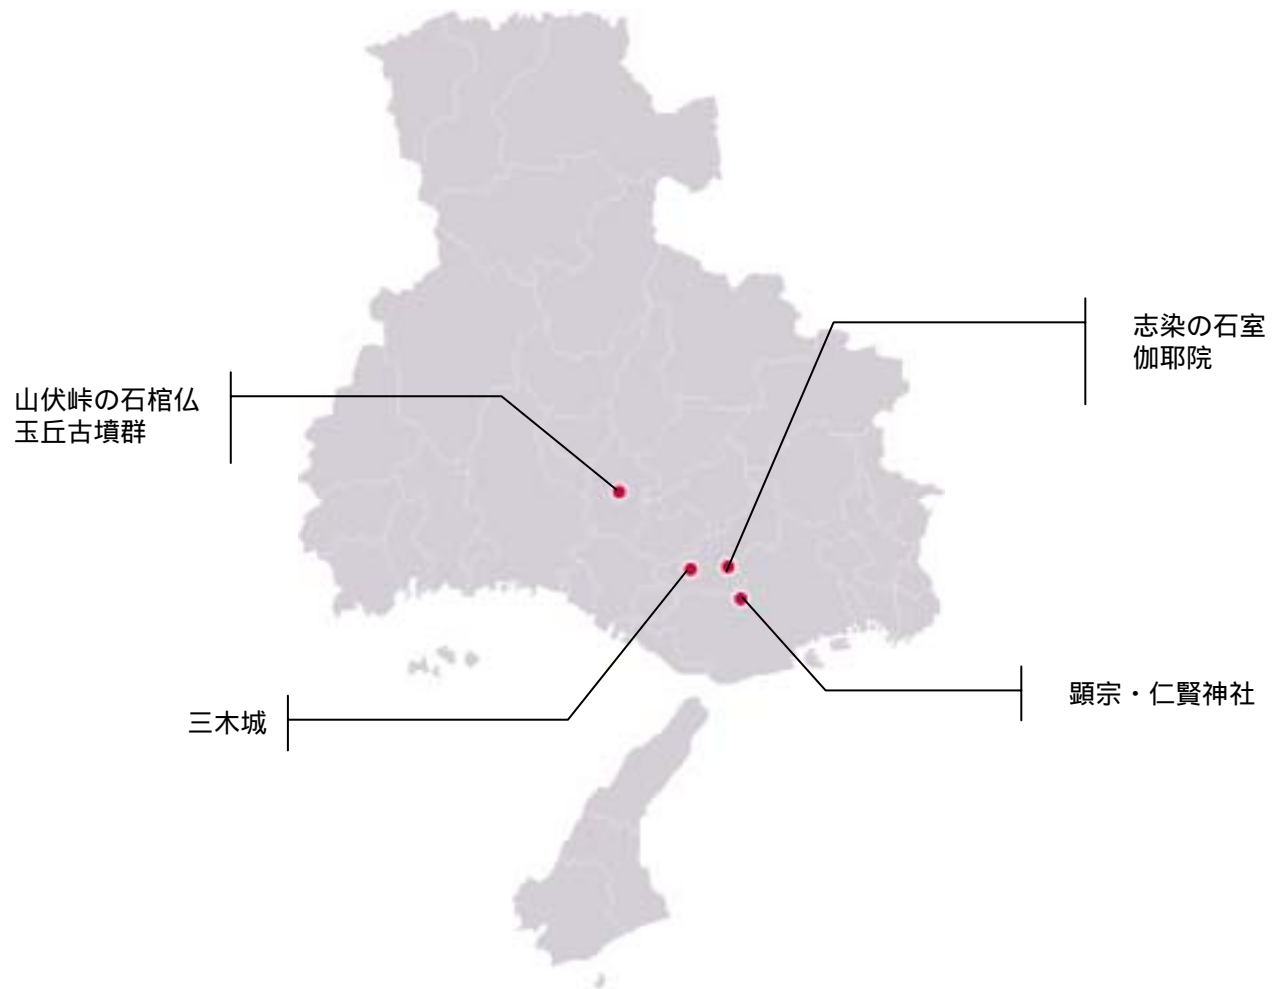 志染の石室
伽耶院
山伏峠の石棺仏
玉丘古墳群
顕宗・仁賢神社
三木城